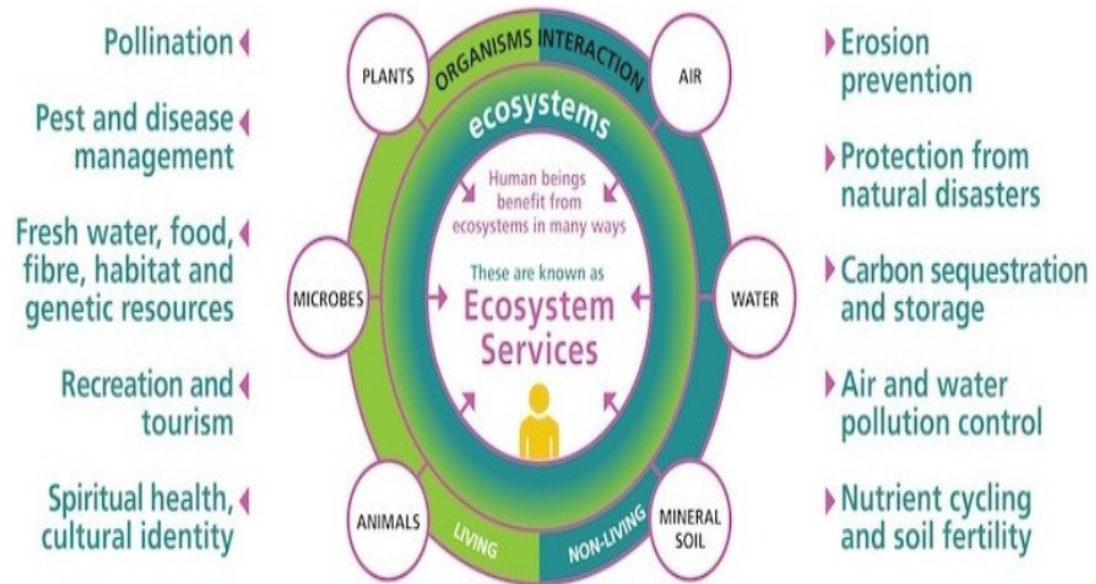 Pollination
Pest and disease
management
Fresh water, food,
fibre, habitat and
genetic resources
Recreation and
tourism
Spiritual health,
cultural identity
PLANTS
ORGANISMS
INTERACTION
AIR
ecosystems
Human beings
benefit from
ecosystems in many ways
These are known as
Ecosystem
Services
MICROBES
WATER
ANIMALS
LIVING
NON-LIVING
MINERAL
SOIL
Erosion
prevention
Protection from
natural disasters
Carbon sequestration
and storage
Air and water
pollution control
Nutrient cycling
and soil fertility